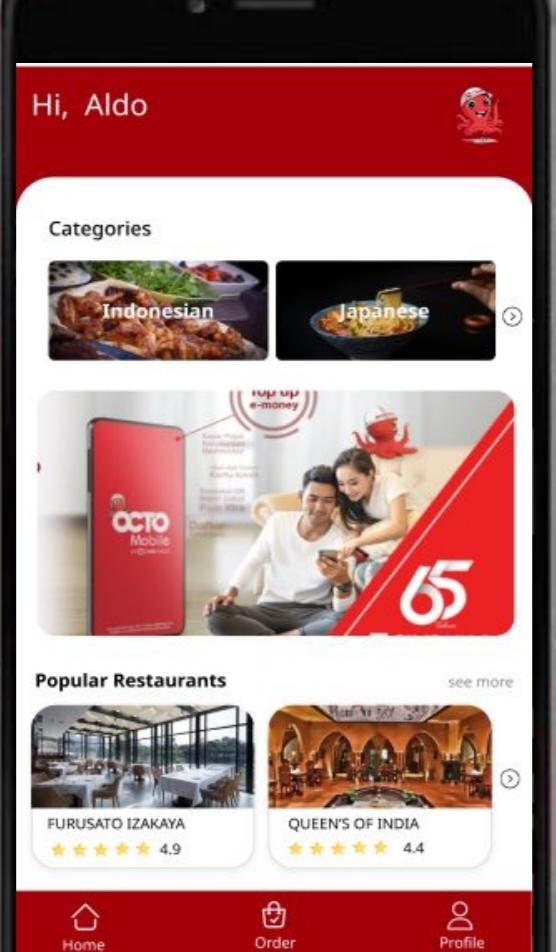 Hi, Aldo
Categories
Indonesian
Japanese
Top up
e-money
OCTO
Mobile
65
Popular Restaurants
see more
FURUSATO IZAKAYA
4.9
QUEEN'S OF INDIA
4.4
Home
Order
Profile